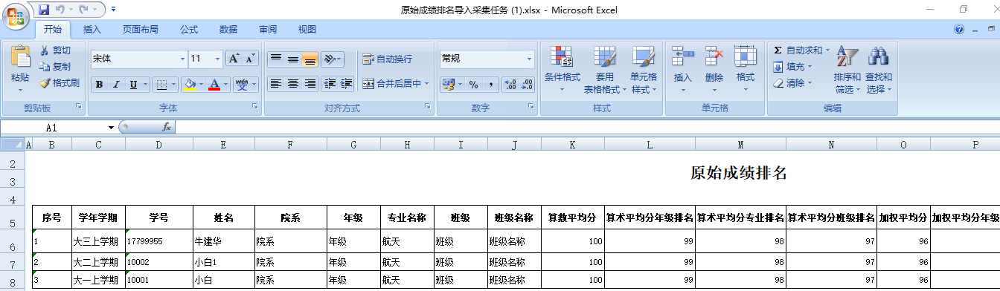 原始成绩排名导入采集任务 (1).xlsx - Microsoft Excel
开始 插入 页面布局 公式 数据 审阅 视图
粘贴 剪切 复制 格式刷 剪贴板
宋体 11 A A B I U A wén 变 字体
自动换行 合并后居中 对齐方式
常规 % , .0 .00 .00 .0 数字
条件格式 套用表格格式 单元格样式 样式
插入 删除 格式 单元格
Σ 自动求和 填充 清除 排序和筛选 查找和选择 编辑
A1 fx
A B C D E F G H I J K L M N O P
2
3 原始成绩排名
4
5 序号 学年学期 学号 姓名 院系 年级 专业名称 班级 班级名称 算数平均分 算术平均分年级排名 算术平均分专业排名 算术平均分班级排名 加权平均分 加权平均分年级
6 1 大三上学期 17799955 牛建华 院系 年级 航天 班级 班级名称 100 99 98 97 96
7 2 大二上学期 10002 小白1 院系 年级 航天 班级 班级名称 100 99 98 97 96
8 3 大一上学期 10001 小白 院系 年级 航天 班级 班级名称 100 99 98 97 96